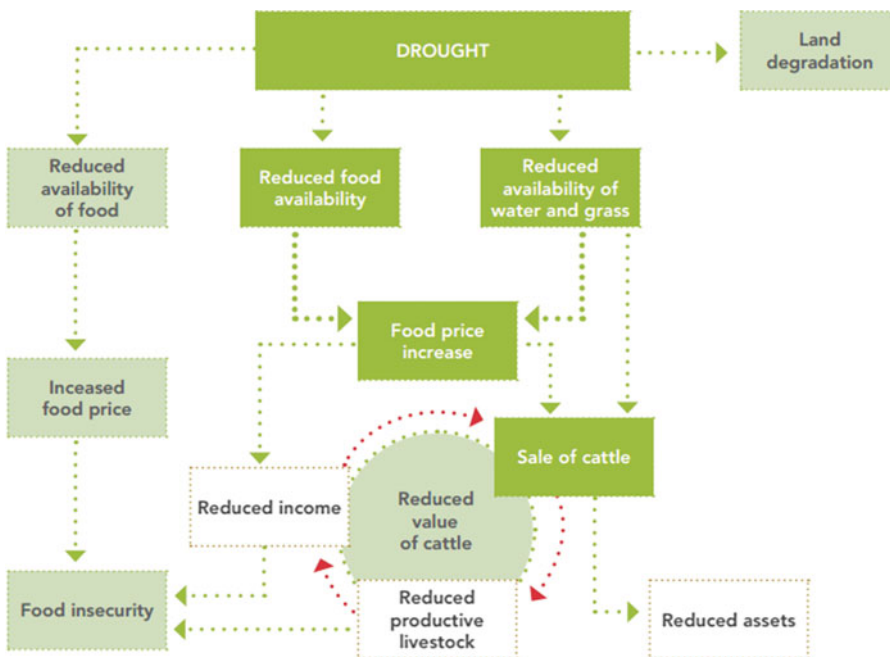 DROUGHT
Land
degradation
Reduced
availability
of food
Reduced food
availability
Reduced
availability of
water and grass
Food price
increase
Inceased
food price
Sale of cattle
Reduced income
Reduced
value
of cattle
Food insecurity
Reduced
productive
livestock
Reduced assets